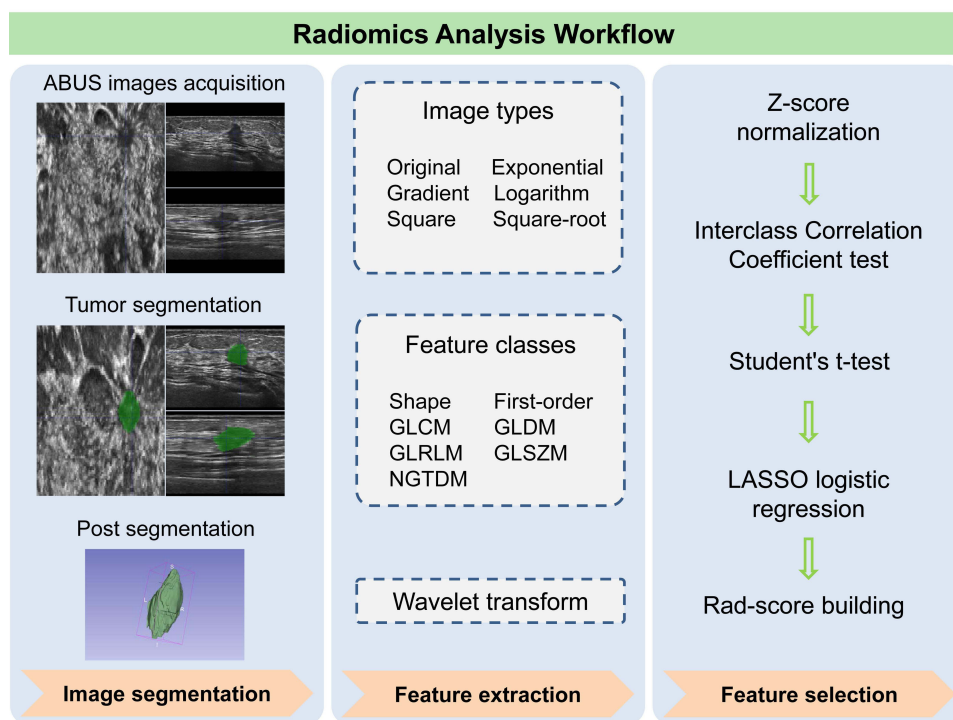 Radiomics Analysis Workflow
ABUS images acquisition
Tumor segmentation
Post segmentation
Image segmentation
Image types
Original Exponential
Gradient Logarithm
Square Square-root
Feature classes
Shape First-order
GLCM GLDM
GLRLM GLSZM
NGTDM
Wavelet transform
Feature extraction
Z-score
normalization
Interclass Correlation
Coefficient test
Student's t-test
LASSO logistic
regression
Rad-score building
Feature selection